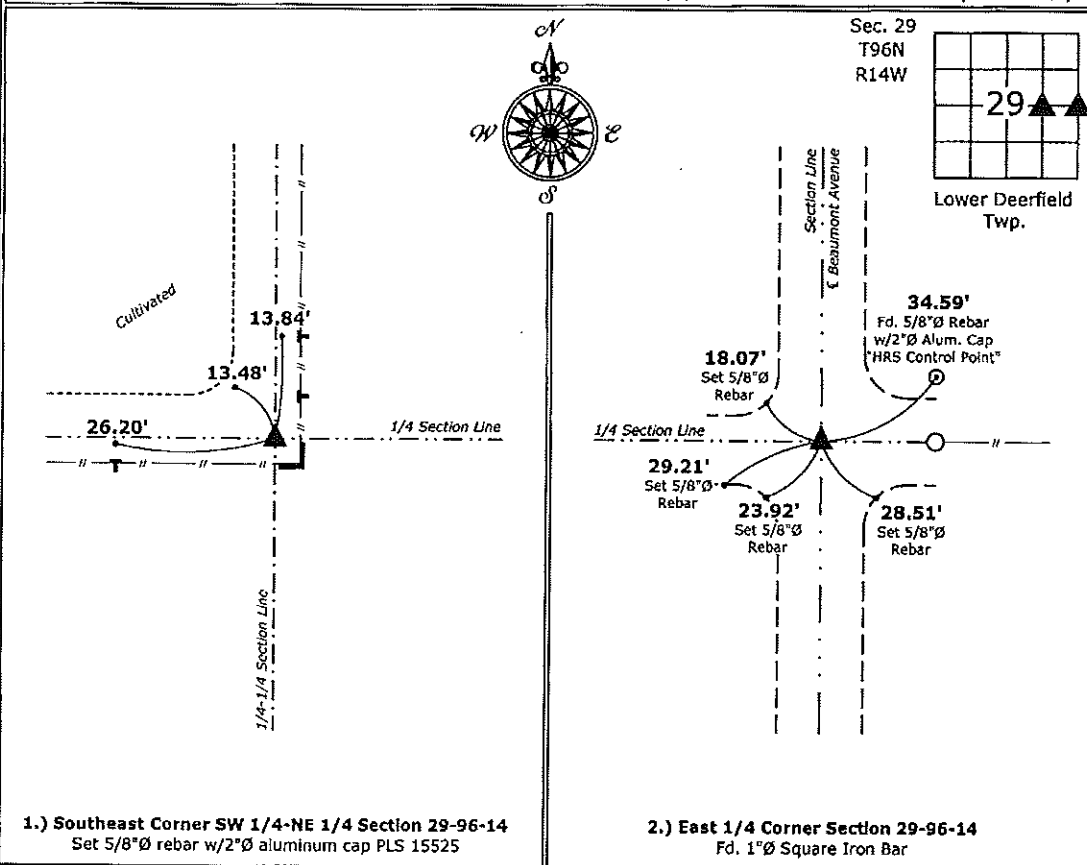 N
W
E
S
Sec. 29
T96N
R14W
29
Lower Deerfield
Twp.
Cultivated
13.84'
13.48'
26.20'
1/4 Section Line
1/4-1/4 Section Line
1.) Southeast Corner SW 1/4-NE 1/4 Section 29-96-14
Set 5/8"Ø rebar w/2"Ø aluminum cap PLS 15525
Section Line
℄ Beaumont Avenue
34.59'
Fd. 5/8"Ø Rebar
w/2"Ø Alum. Cap
"HRS Control Point"
18.07'
Set 5/8"Ø
Rebar
1/4 Section Line
29.21'
Set 5/8"Ø
Rebar
23.92'
Set 5/8"Ø
Rebar
28.51'
Set 5/8"Ø
Rebar
2.) East 1/4 Corner Section 29-96-14
Fd. 1"Ø Square Iron Bar